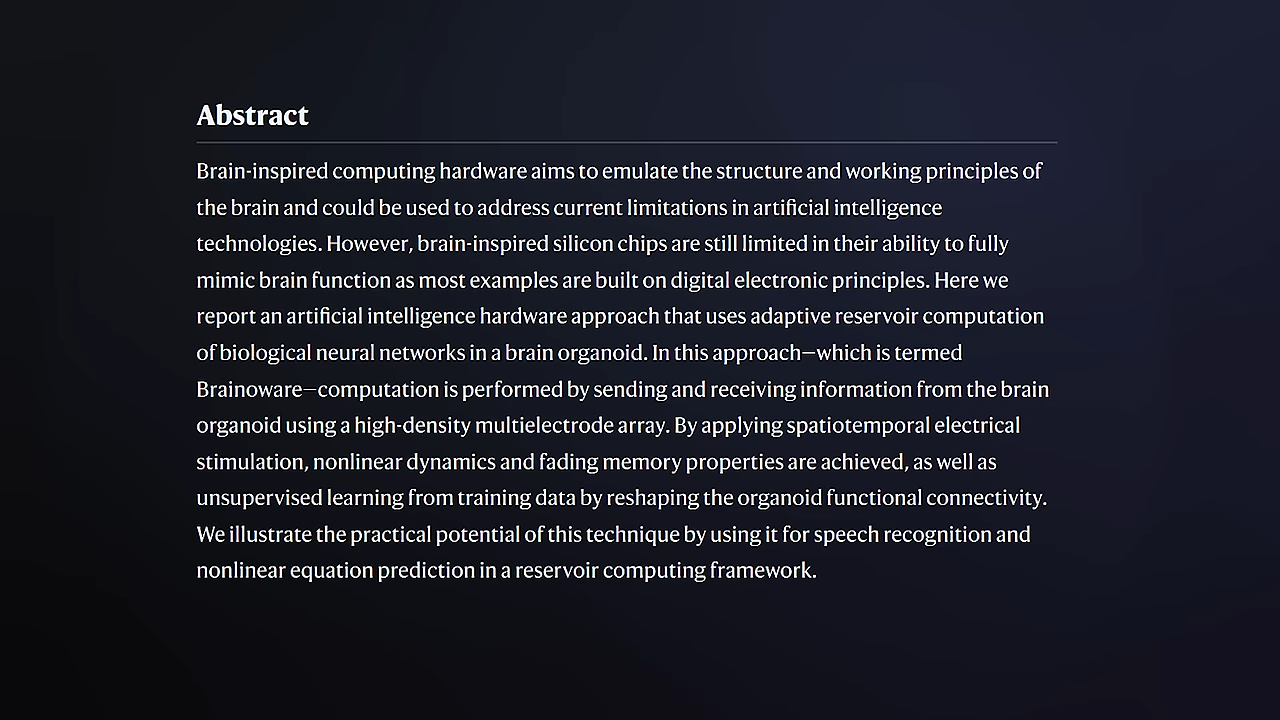 Abstract
Brain-inspired computing hardware aims to emulate the structure and working principles of
the brain and could be used to address current limitations in artificial intelligence
technologies. However, brain-inspired silicon chips are still limited in their ability to fully
mimic brain function as most examples are built on digital electronic principles. Here we
report an artificial intelligence hardware approach that uses adaptive reservoir computation
of biological neural networks in a brain organoid. In this approach—which is termed
Brainoware—computation is performed by sending and receiving information from the brain
organoid using a high-density multielectrode array. By applying spatiotemporal electrical
stimulation, nonlinear dynamics and fading memory properties are achieved, as well as
unsupervised learning from training data by reshaping the organoid functional connectivity.
We illustrate the practical potential of this technique by using it for speech recognition and
nonlinear equation prediction in a reservoir computing framework.